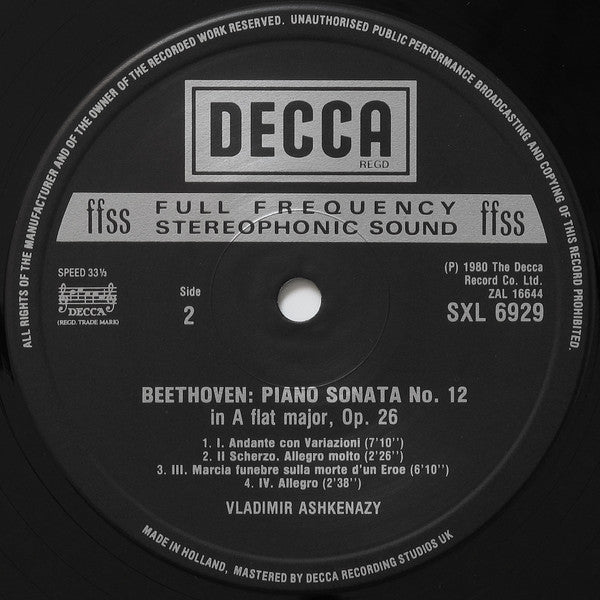 ALL RIGHTS OF THE MANUFACTURER AND OF THE OWNER OF THE RECORDED WORK RESERVED. UNAUTHORISED PUBLIC PERFORMANCE BROADCASTING AND COPYING OF THIS RECORD PROHIBITED.
DECCA
REGD
ffss FULL FREQUENCY STEREOPHONIC SOUND ffss
SPEED 33⅓
DECCA
(REGD. TRADE MARK)
Side
2
(P) 1980 The Decca
Record Co. Ltd.
ZAL 16644
SXL 6929
BEETHOVEN: PIANO SONATA No. 12
in A flat major, Op. 26
1. I. Andante con Variazioni (7'10'')
2. II Scherzo. Allegro molto (2'26'')
3. III. Marcia funebre sulla morte d'un Eroe (6'10'')
4. IV. Allegro (2'38'')
VLADIMIR ASHKENAZY
MADE IN HOLLAND, MASTERED BY DECCA RECORDING STUDIOS UK